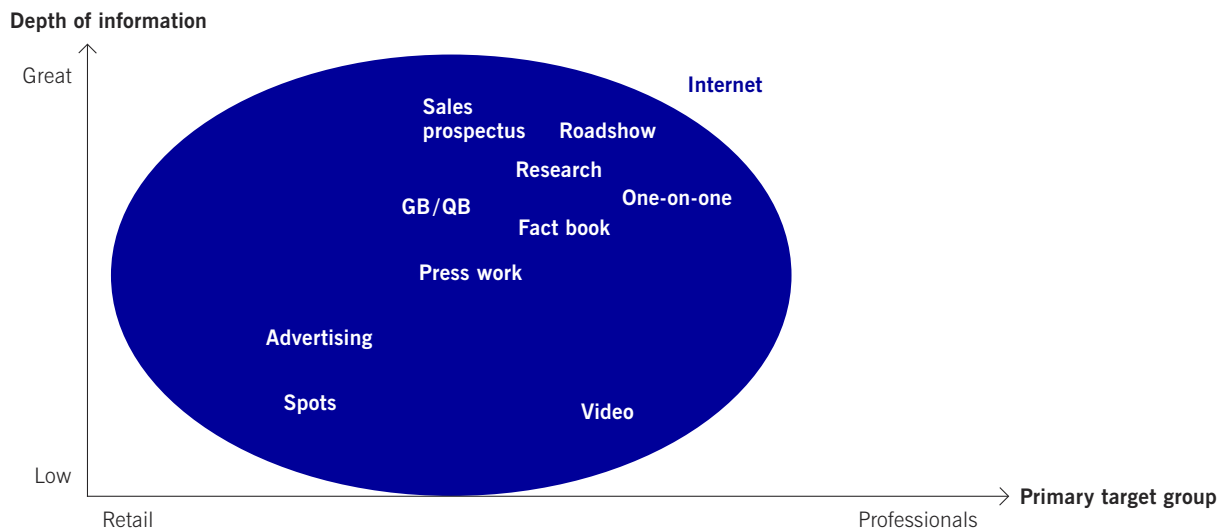 Depth of information
Great
Internet
Sales
prospectus
Roadshow
Research
One-on-one
GB/QB
Fact book
Press work
Advertising
Spots
Video
Low
Primary target group
Retail
Professionals